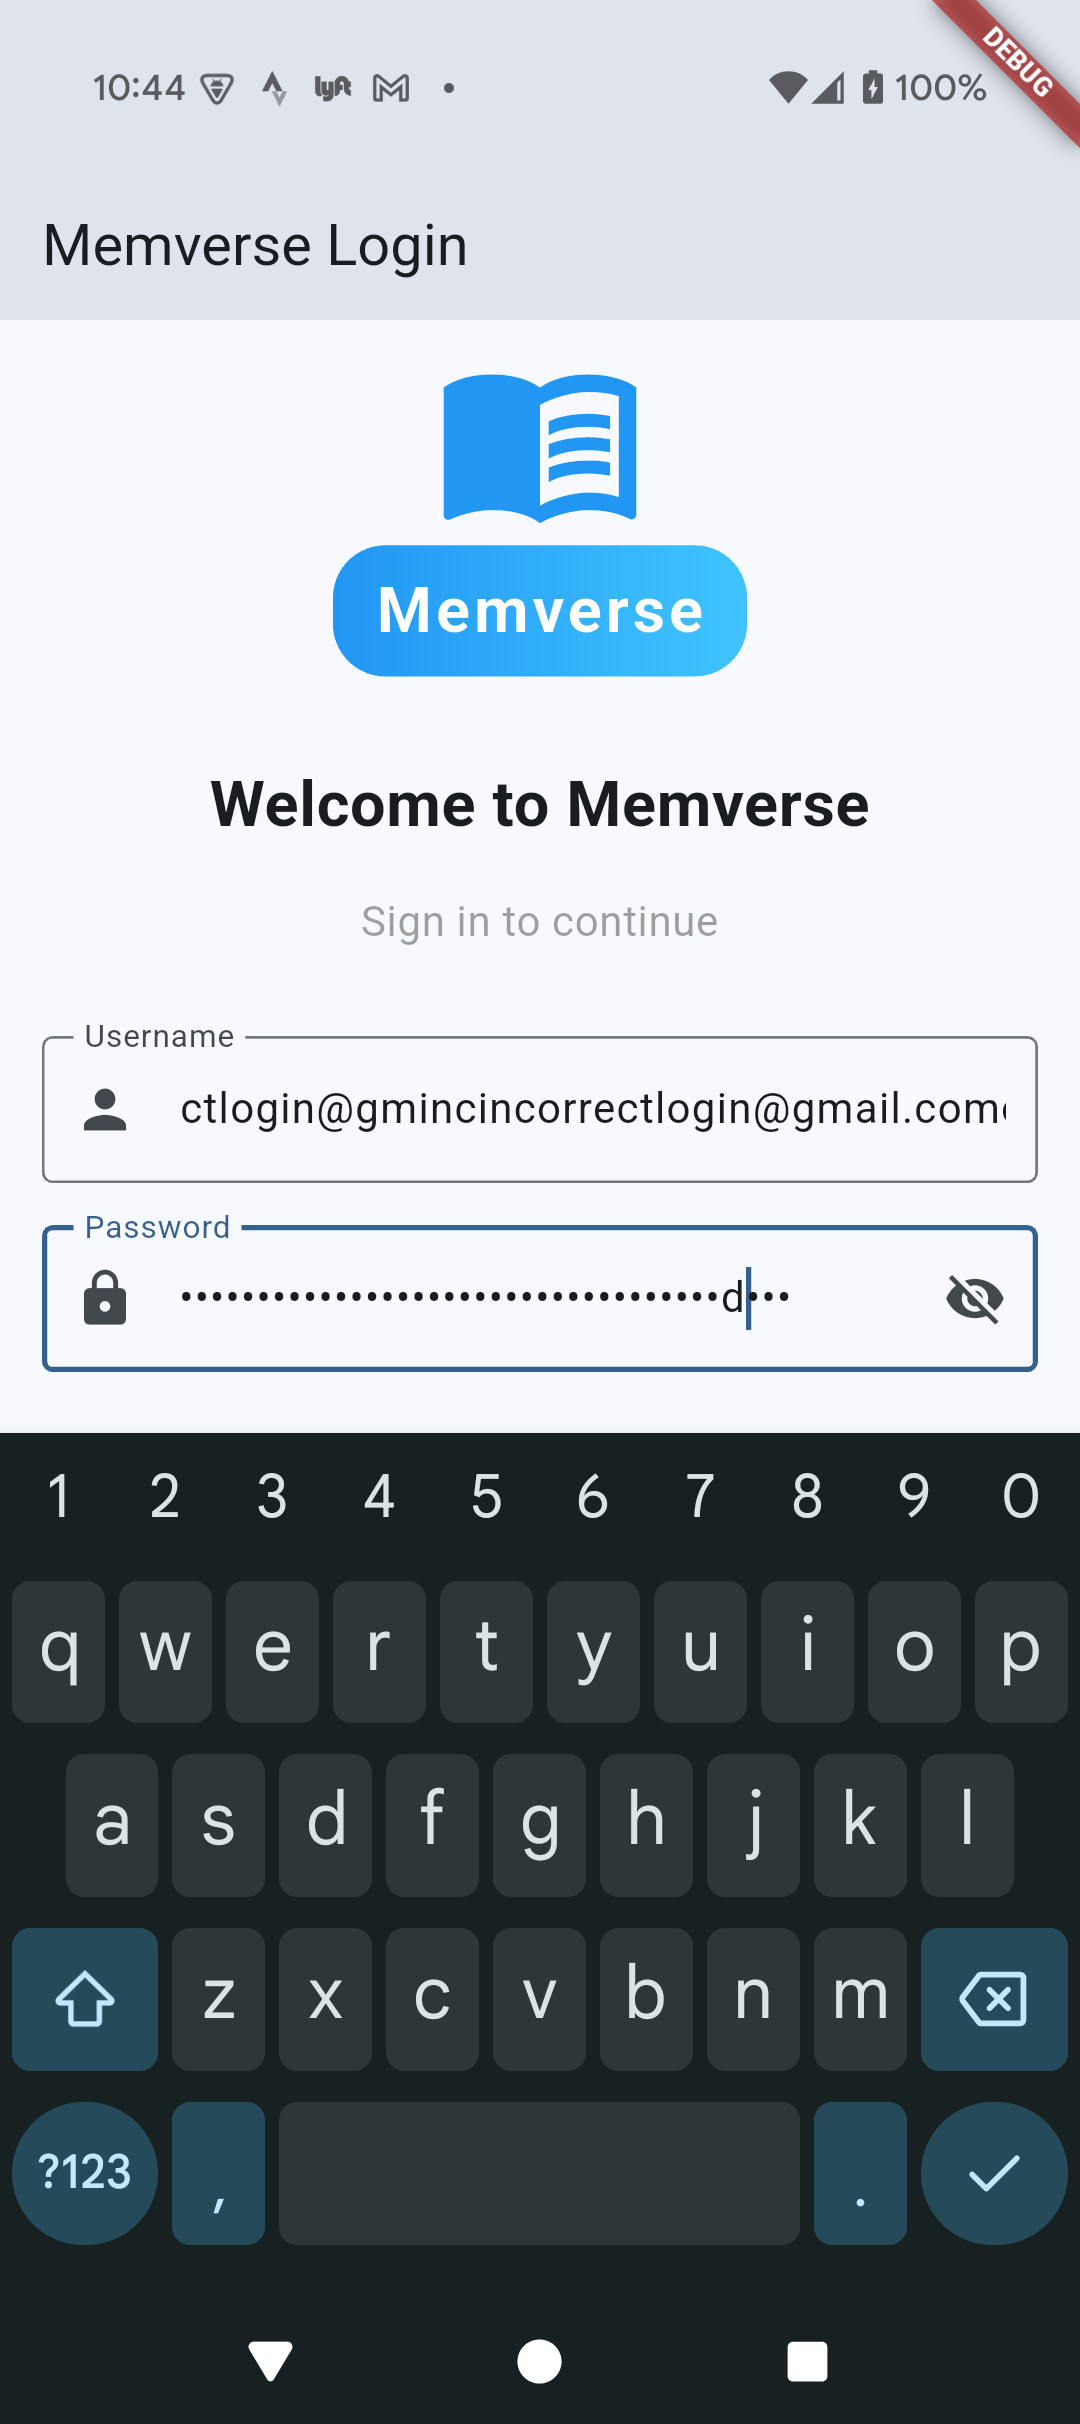 10:44 lyft 100%
DEBUG
Memverse Login
Memverse
Welcome to Memverse
Sign in to continue
Username
ctlogin@gmincincorrectlogin@gmail.com
Password
•••••••••••••••••••••••••••••••••••d•••
1 2 3 4 5 6 7 8 9 0
q w e r t y u i o p
a s d f g h j k l
z x c v b n m
?123 , .